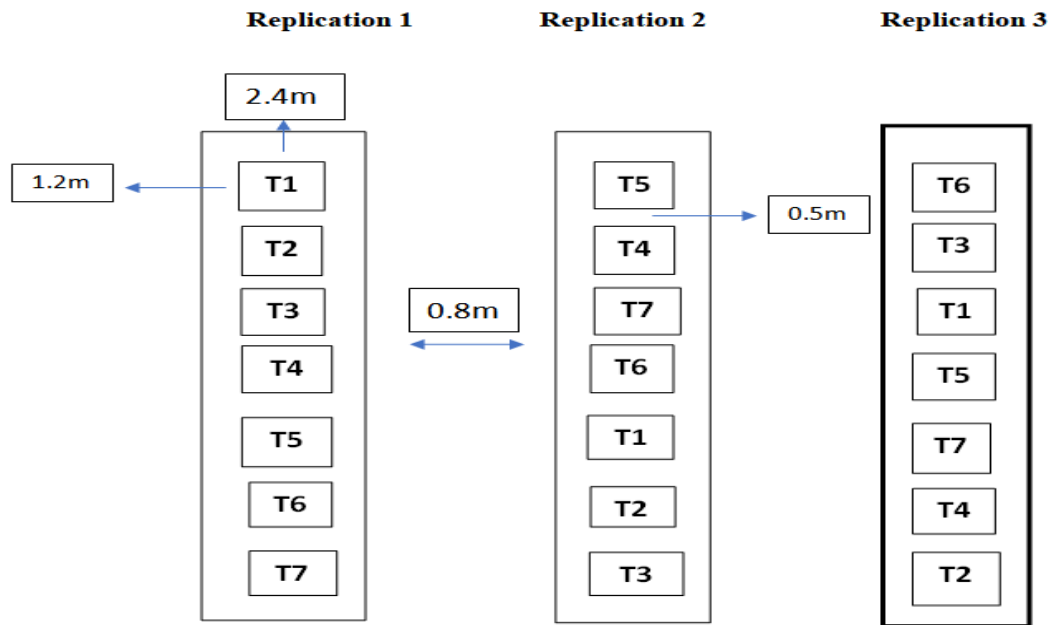 Replication 1
Replication 2
Replication 3
2.4m
1.2m
0.8m
0.5m
T1
T2
T3
T4
T5
T6
T7
T5
T4
T7
T6
T1
T2
T3
T6
T3
T1
T5
T7
T4
T2